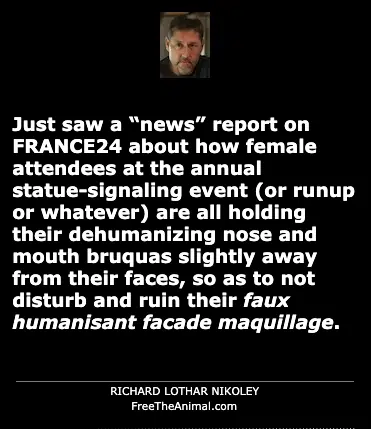 Just saw a “news” report on
FRANCE24 about how female
attendees at the annual
statue-signaling event (or runup
or whatever) are all holding
their dehumanizing nose and
mouth bruquas slightly away
from their faces, so as to not
disturb and ruin their faux
humanisant facade maquillage.
RICHARD LOTHAR NIKOLEY
FreeTheAnimal.com